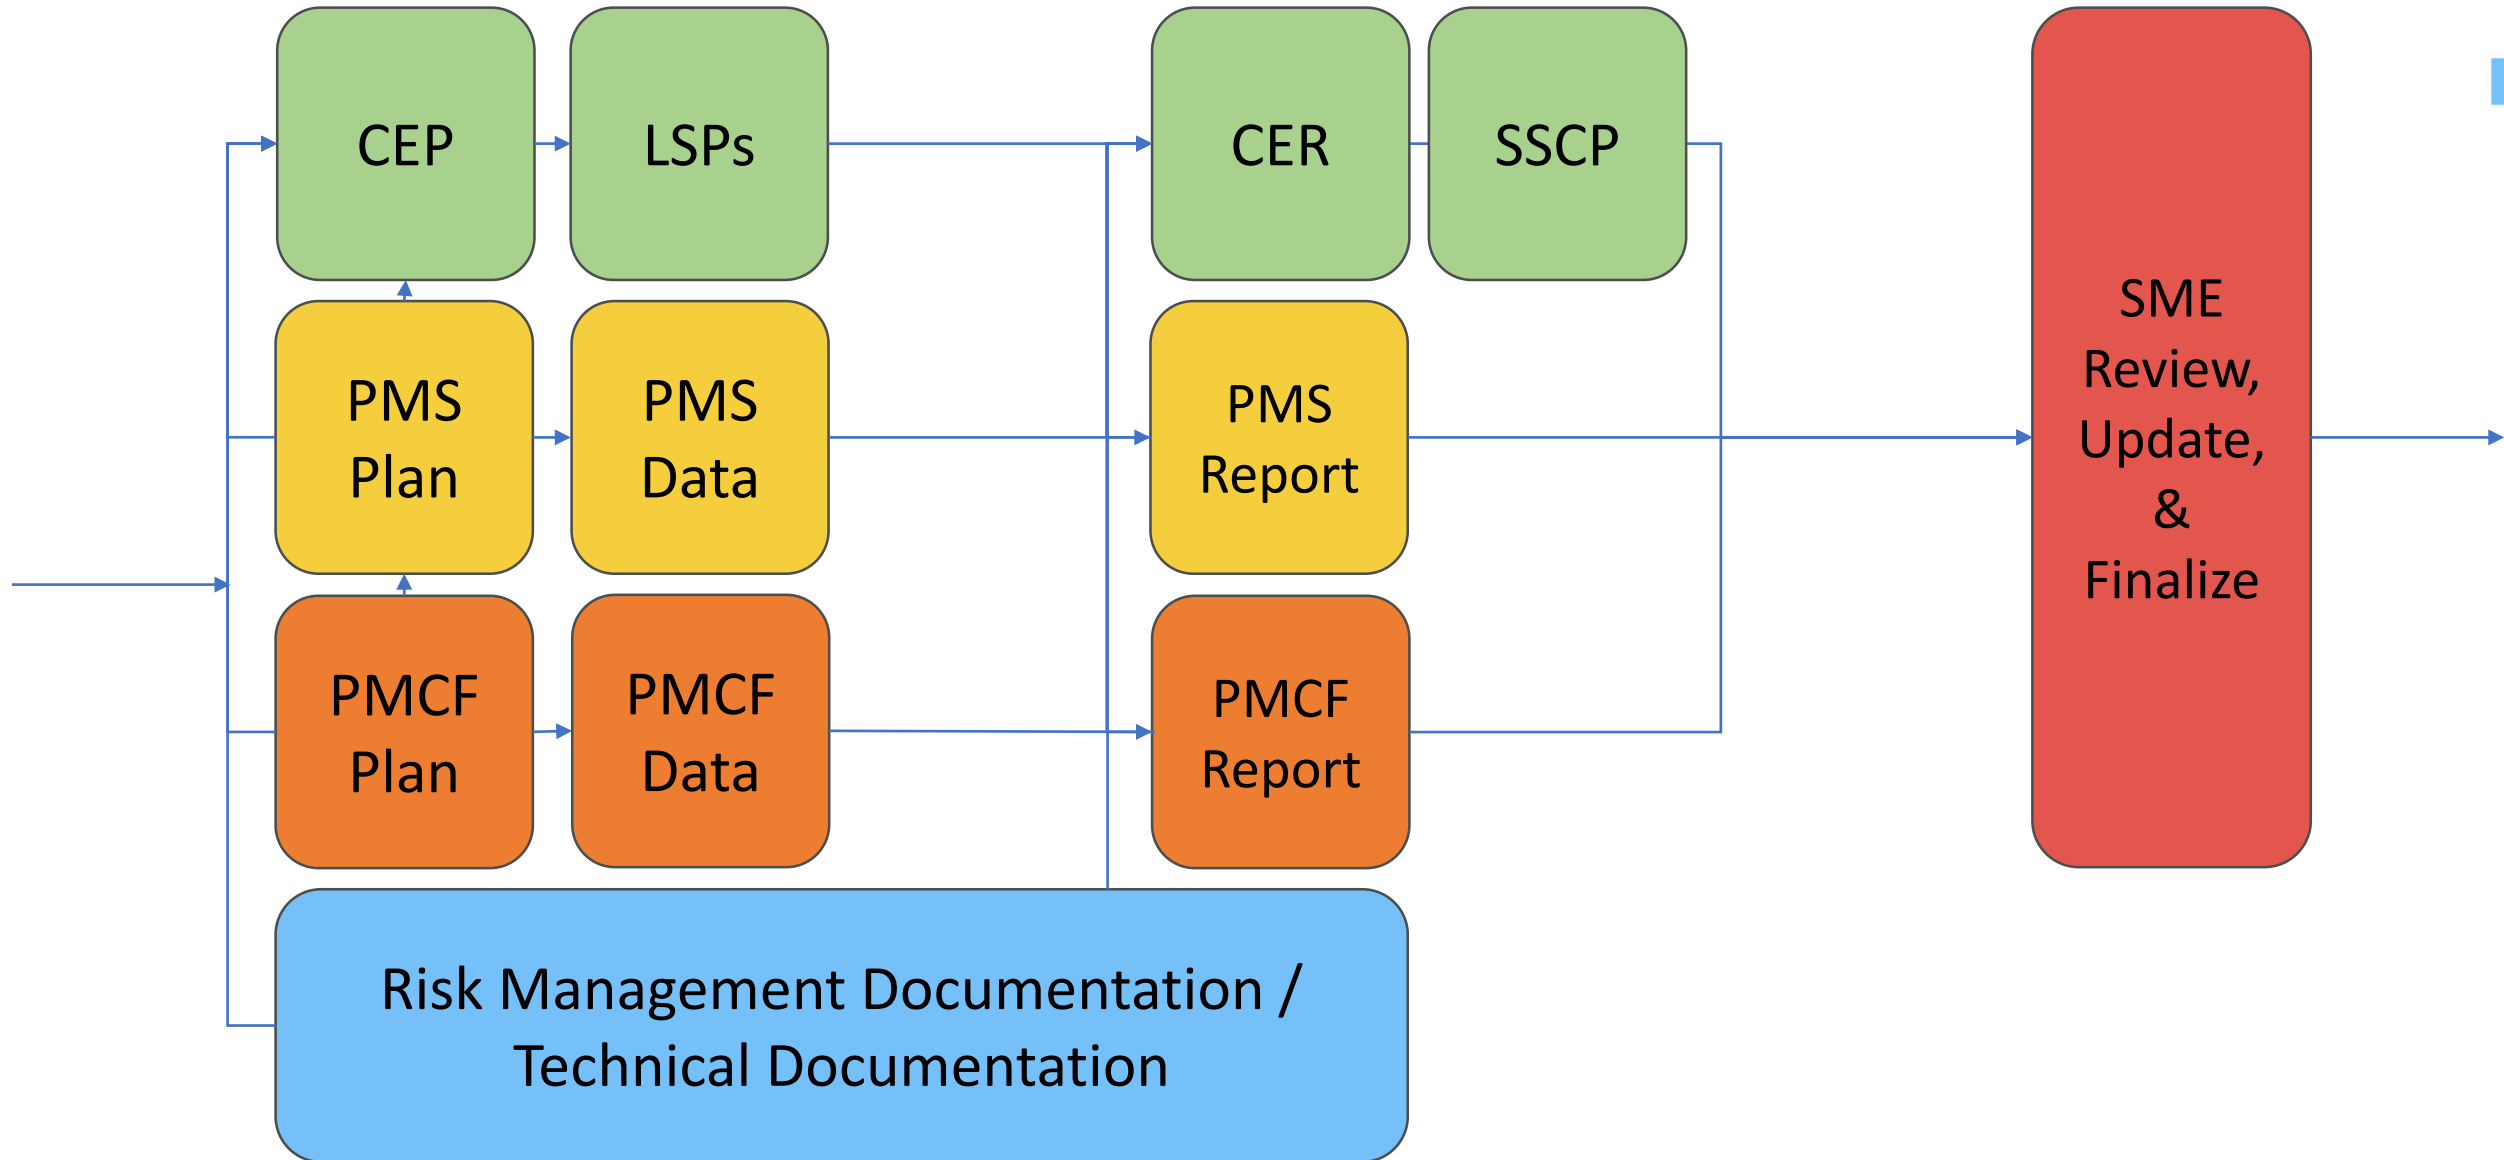 CEP
LSPs
CER
SSCP
PMS
Plan
PMS
Data
PMS
Report
PMCF
Plan
PMCF
Data
PMCF
Report
Risk Management Documentation /
Technical Documentation
SME
Review,
Update,
&
Finalize